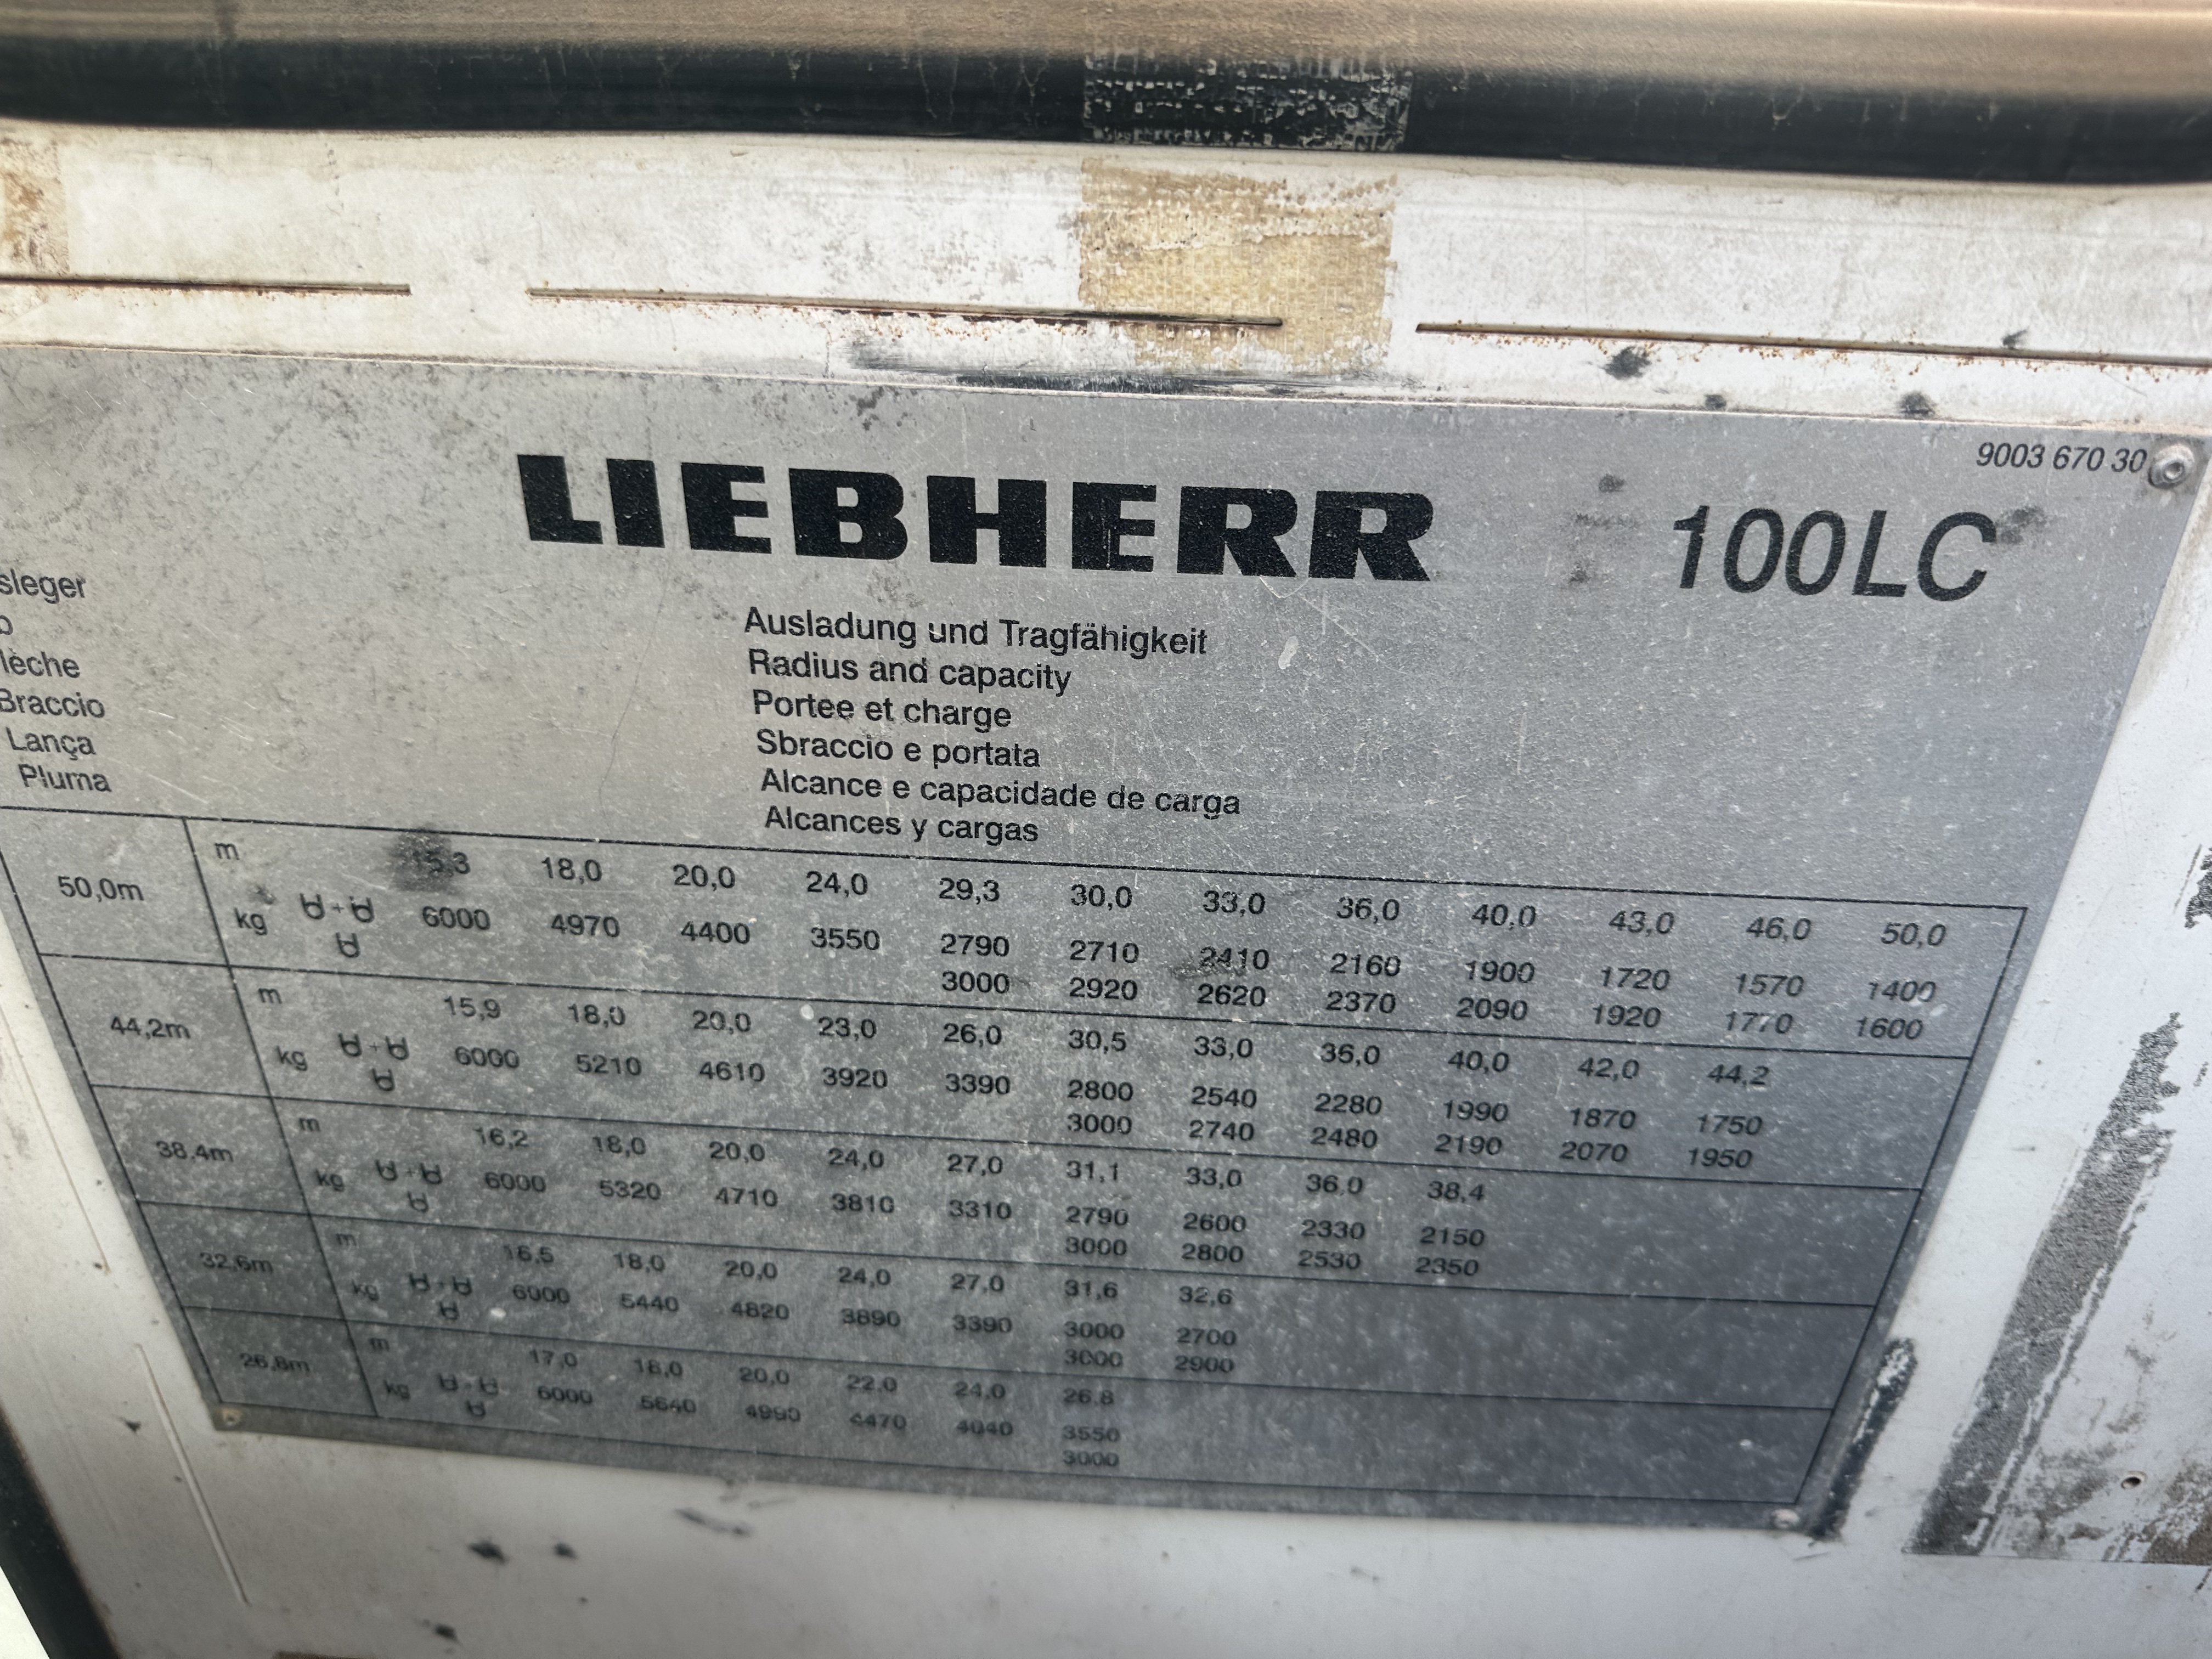 9003 670 30
LIEBHERR 100LC
sleger
lèche
Braccio
Lança
Pluma
Ausladung und Tragfähigkeit
Radius and capacity
Portee et charge
Sbraccio e portata
Alcance e capacidade de carga
Alcances y cargas
50,0m m 15,3 18,0 20,0 24,0 29,3 30,0 33,0 36,0 40,0 43,0 46,0 50,0
kg 6000 4970 4400 3550 2790 2710 2410 2160 1900 1720 1570 1400
3000 2920 2620 2370 2090 1920 1770 1600
44,2m m 15,9 18,0 20,0 23,0 26,0 30,5 33,0 36,0 40,0 42,0 44,2
kg 6000 5210 4610 3920 3390 2800 2540 2280 1990 1870 1750
3000 2740 2480 2190 2070 1950
38,4m m 16,2 18,0 20,0 24,0 27,0 31,1 33,0 36,0 38,4
kg 6000 5320 4710 3810 3310 2790 2600 2330 2150
3000 2800 2530 2350
32,6m m 16,5 18,0 20,0 24,0 27,0 31,6 32,6
kg 6000 5440 4820 3890 3390 3000 2700
3000 2900
26,8m m 17,0 18,0 20,0 22,0 24,0 26,8
kg 6000 5640 4990 4470 4040 3550
3000